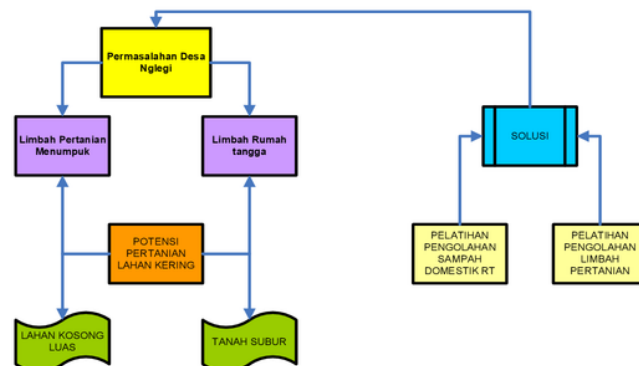 Permasalahan Desa
Nglegi
Limbah Pertanian
Menumpuk
Limbah Rumah
tangga
SOLUSI
POTENSI
PERTANIAN
LAHAN KERING
PELATIHAN
PENGOLAHAN
SAMPAH
DOMESTIK RT
PELATIHAN
PENGOLAHAN
LIMBAH
PERTANIAN
LAHAN KOSONG
LUAS
TANAH SUBUR